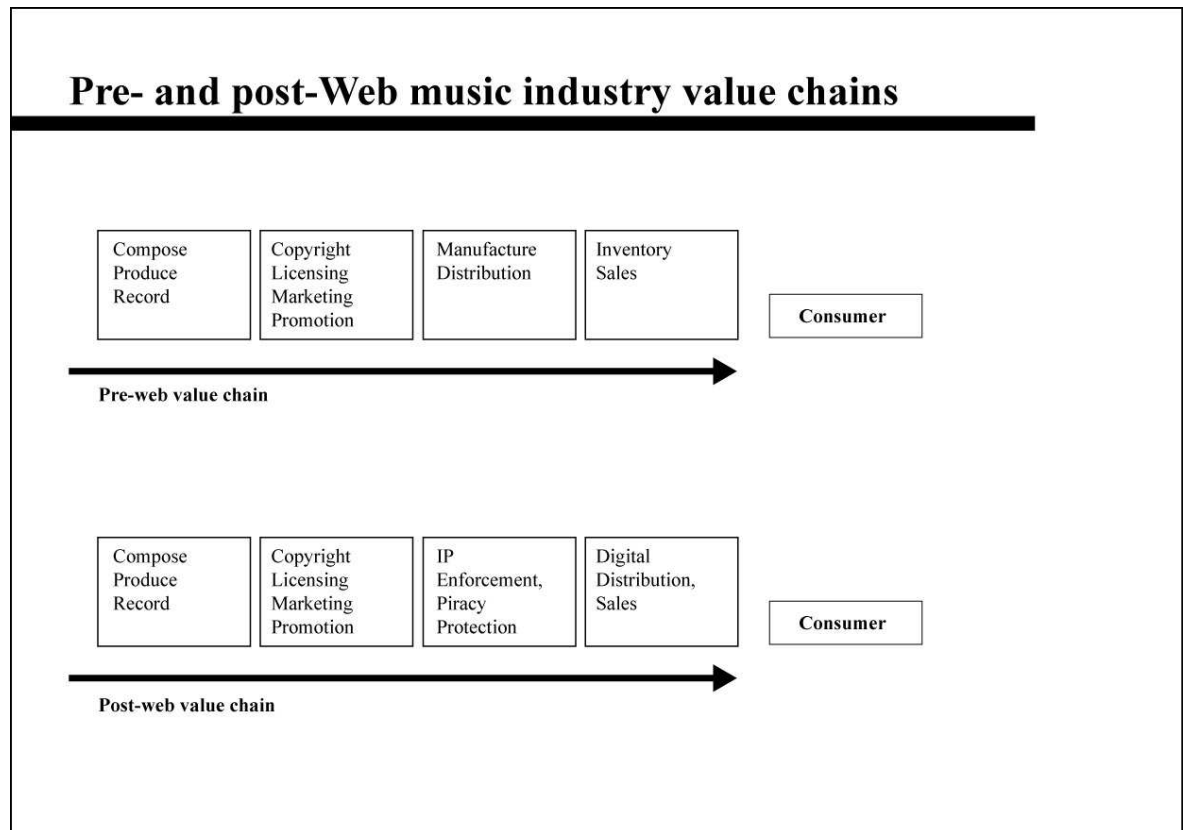 Pre- and post-Web music industry value chains
Compose
Produce
Record
Copyright
Licensing
Marketing
Promotion
Manufacture
Distribution
Inventory
Sales
Consumer
Pre-web value chain
Compose
Produce
Record
Copyright
Licensing
Marketing
Promotion
IP
Enforcement,
Piracy
Protection
Digital
Distribution,
Sales
Consumer
Post-web value chain